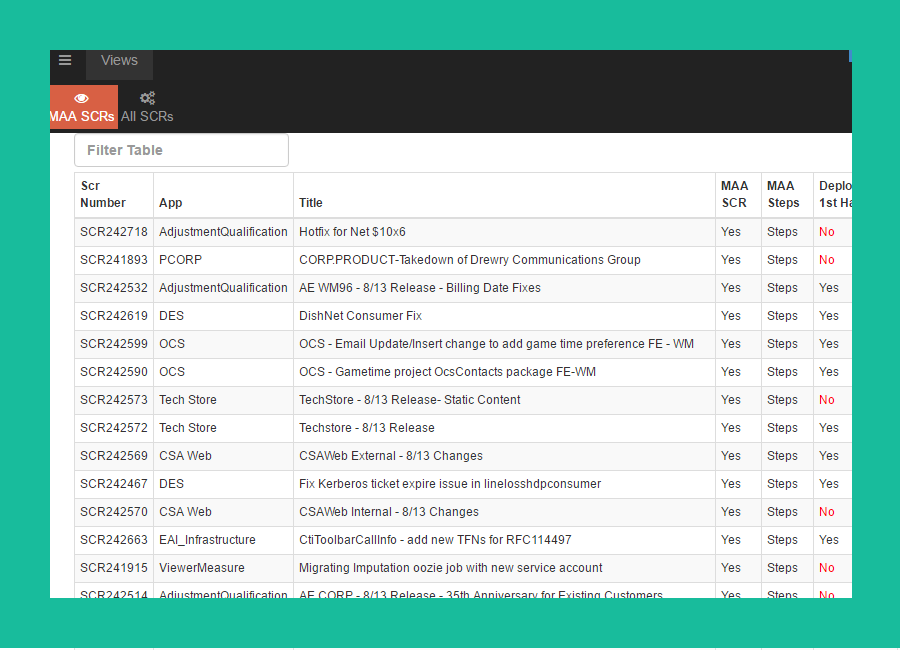 Views
MAA SCRs All SCRs
Filter Table
Scr Number App Title MAA SCR MAA Steps Deplo 1st Ha
SCR242718 AdjustmentQualification Hotfix for Net $10x6 Yes Steps No
SCR241893 PCORP CORP.PRODUCT-Takedown of Drewry Communications Group Yes Steps No
SCR242532 AdjustmentQualification AE WM96 - 8/13 Release - Billing Date Fixes Yes Steps Yes
SCR242619 DES DishNet Consumer Fix Yes Steps Yes
SCR242599 OCS OCS - Email Update/Insert change to add game time preference FE - WM Yes Steps Yes
SCR242590 OCS OCS - Gametime project OcsContacts package FE-WM Yes Steps Yes
SCR242573 Tech Store TechStore - 8/13 Release- Static Content Yes Steps No
SCR242572 Tech Store Techstore - 8/13 Release Yes Steps Yes
SCR242569 CSA Web CSAWeb External - 8/13 Changes Yes Steps Yes
SCR242467 DES Fix Kerberos ticket expire issue in linelosshdpconsumer Yes Steps Yes
SCR242570 CSA Web CSAWeb Internal - 8/13 Changes Yes Steps No
SCR242663 EAI_Infrastructure CtiToolbarCallInfo - add new TFNs for RFC114497 Yes Steps Yes
SCR241915 ViewerMeasure Migrating Imputation oozie job with new service account Yes Steps No
SCR242514 AdjustmentQualification AE CORP - 8/13 Release - 35th Anniversary for Existing Customers Yes Steps No